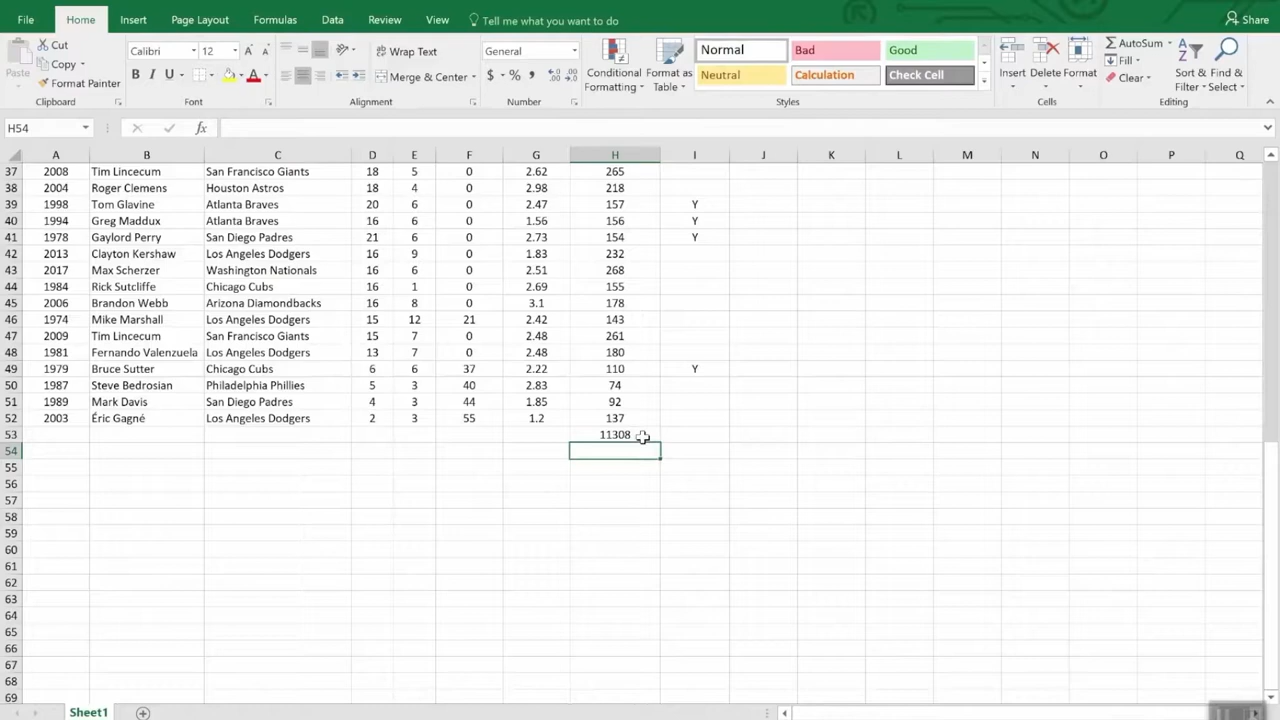 File Home Insert Page Layout Formulas Data Review View Tell me what you want to do Share
Paste Cut Copy Format Painter Clipboard
Calibri 12 A A B I U A Font
Wrap Text Merge & Center Alignment
General $ % , .00 Number
Conditional Formatting Format as Table Normal Bad Good Neutral Calculation Check Cell Styles
Insert Delete Format Cells
AutoSum Fill Clear Sort & Filter Find & Select Editing
H54 fx
A B C D E F G H I J K L M N O P Q
37 2008 Tim Lincecum San Francisco Giants 18 5 0 2.62 265
38 2004 Roger Clemens Houston Astros 18 4 0 2.98 218
39 1998 Tom Glavine Atlanta Braves 20 6 0 2.47 157 Y
40 1994 Greg Maddux Atlanta Braves 16 6 0 1.56 156 Y
41 1978 Gaylord Perry San Diego Padres 21 6 0 2.73 154 Y
42 2013 Clayton Kershaw Los Angeles Dodgers 16 9 0 1.83 232
43 2017 Max Scherzer Washington Nationals 16 6 0 2.51 268
44 1984 Rick Sutcliffe Chicago Cubs 16 1 0 2.69 155
45 2006 Brandon Webb Arizona Diamondbacks 16 8 0 3.1 178
46 1974 Mike Marshall Los Angeles Dodgers 15 12 21 2.42 143
47 2009 Tim Lincecum San Francisco Giants 15 7 0 2.48 261
48 1981 Fernando Valenzuela Los Angeles Dodgers 13 7 0 2.48 180
49 1979 Bruce Sutter Chicago Cubs 6 6 37 2.22 110 Y
50 1987 Steve Bedrosian Philadelphia Phillies 5 3 40 2.83 74
51 1989 Mark Davis San Diego Padres 4 3 44 1.85 92
52 2003 Éric Gagné Los Angeles Dodgers 2 3 55 1.2 137
53 11308
54
55
56
57
58
59
60
61
62
63
64
65
66
67
68
69
Sheet1